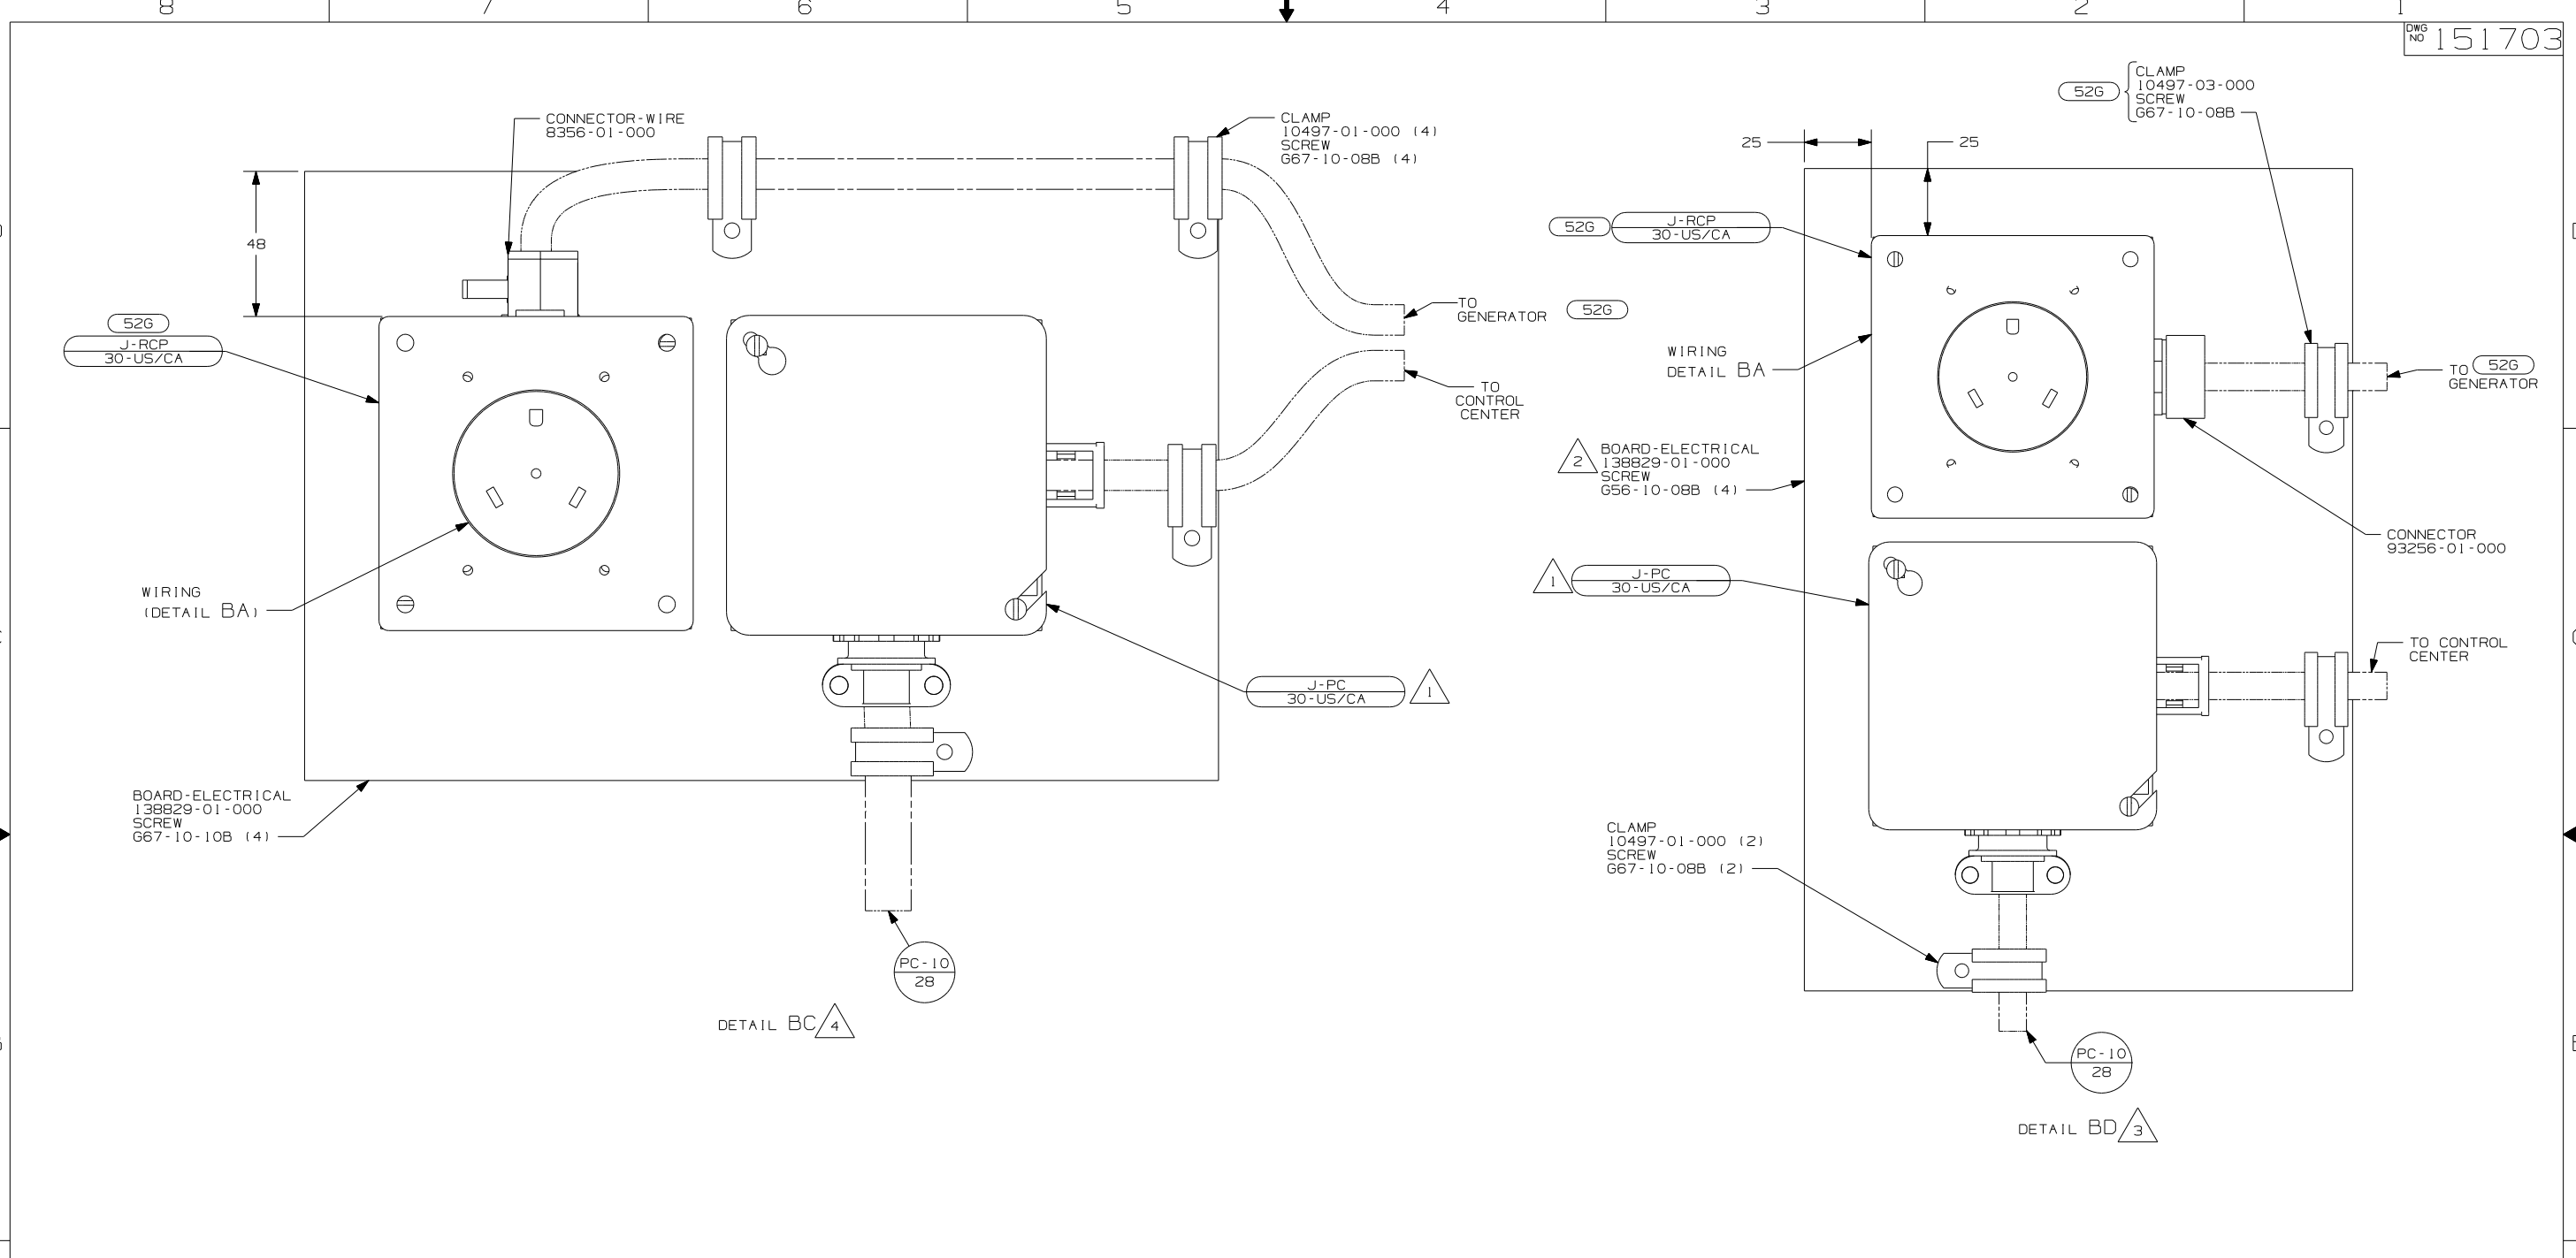 8 7 6 5 4 3 2 1
DWG NO 151703
CONNECTOR-WIRE
8356-01-000
CLAMP
10497-01-000 (4)
SCREW
G67-10-08B (4)
48
52G
J-RCP
30-US/CA
TO
GENERATOR
52G
TO
CONTROL
CENTER
WIRING
(DETAIL BA)
J-PC
30-US/CA
1
BOARD-ELECTRICAL
138829-01-000
SCREW
G67-10-10B (4)
PC-10
28
DETAIL BC 4
52G
CLAMP
10497-03-000
SCREW
G67-10-08B
25
25
52G
J-RCP
30-US/CA
WIRING
DETAIL BA
TO 52G
GENERATOR
2
BOARD-ELECTRICAL
138829-01-000
SCREW
G56-10-08B (4)
CONNECTOR
93256-01-000
1
J-PC
30-US/CA
TO CONTROL
CENTER
CLAMP
10497-01-000 (2)
SCREW
G67-10-08B (2)
PC-10
28
DETAIL BD 3